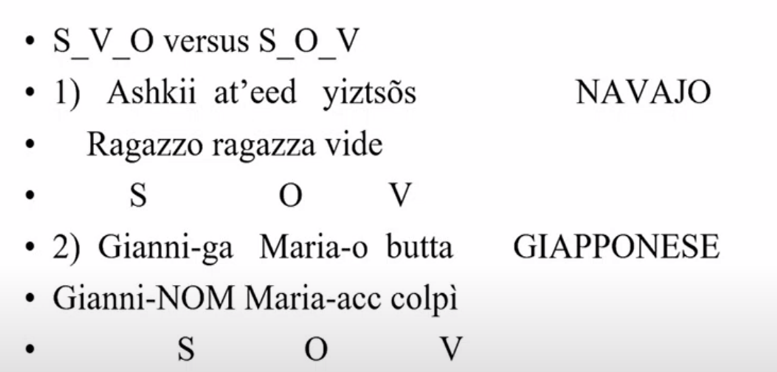 • S_V_O versus S_O_V
• 1) Ashkii at’eed yiztsõs NAVAJO
• Ragazzo ragazza vide
• S O V
• 2) Gianni-ga Maria-o butta GIAPPONESE
• Gianni-NOM Maria-acc colpì
• S O V